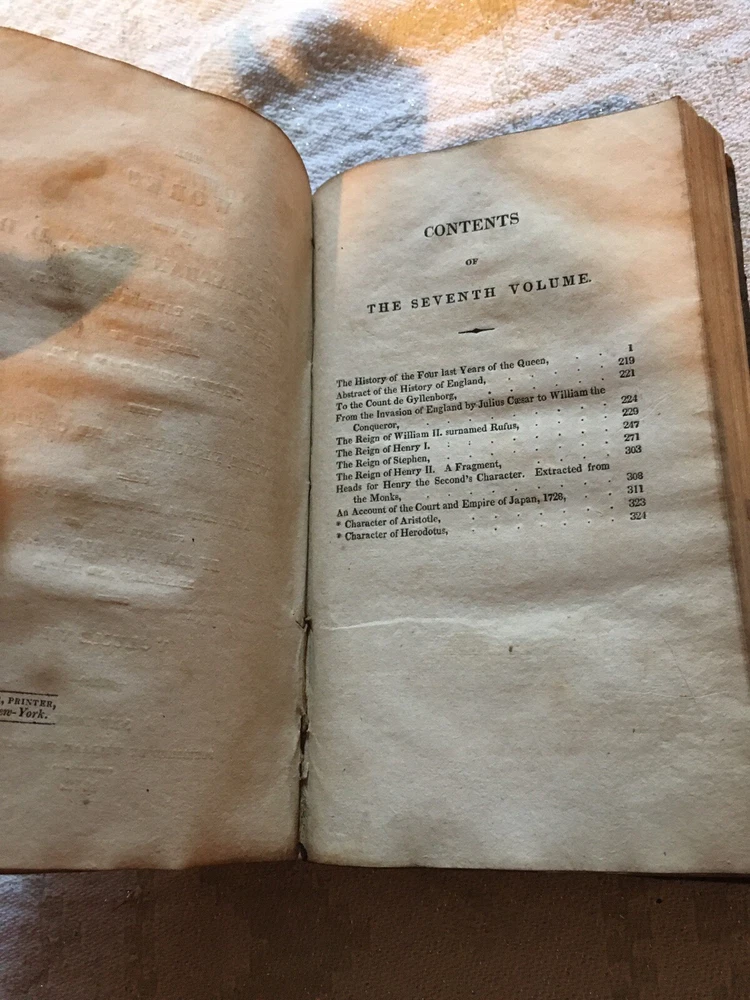 , PRINTER,
ew-York.
CONTENTS
OF
THE SEVENTH VOLUME.
The History of the Four last Years of the Queen, . . . 1
Abstract of the History of England, . . . . . 219
To the Count de Gyllenborg, . . . . . . 221
From the Invasion of England by Julius Cæsar to William the
Conqueror, . . . . . . . . 224
The Reign of William II. surnamed Rufus, . . . . 229
The Reign of Henry I. . . . . . . . 247
The Reign of Stephen, . . . . . . . 271
The Reign of Henry II. A Fragment, . . . . . 303
Heads for Henry the Second's Character. Extracted from
the Monks, . . . . . . . . 308
An Account of the Court and Empire of Japan, 1728, . . . 311
* Character of Aristotle, . . . . . . 323
* Character of Herodotus, . . . . . . 324